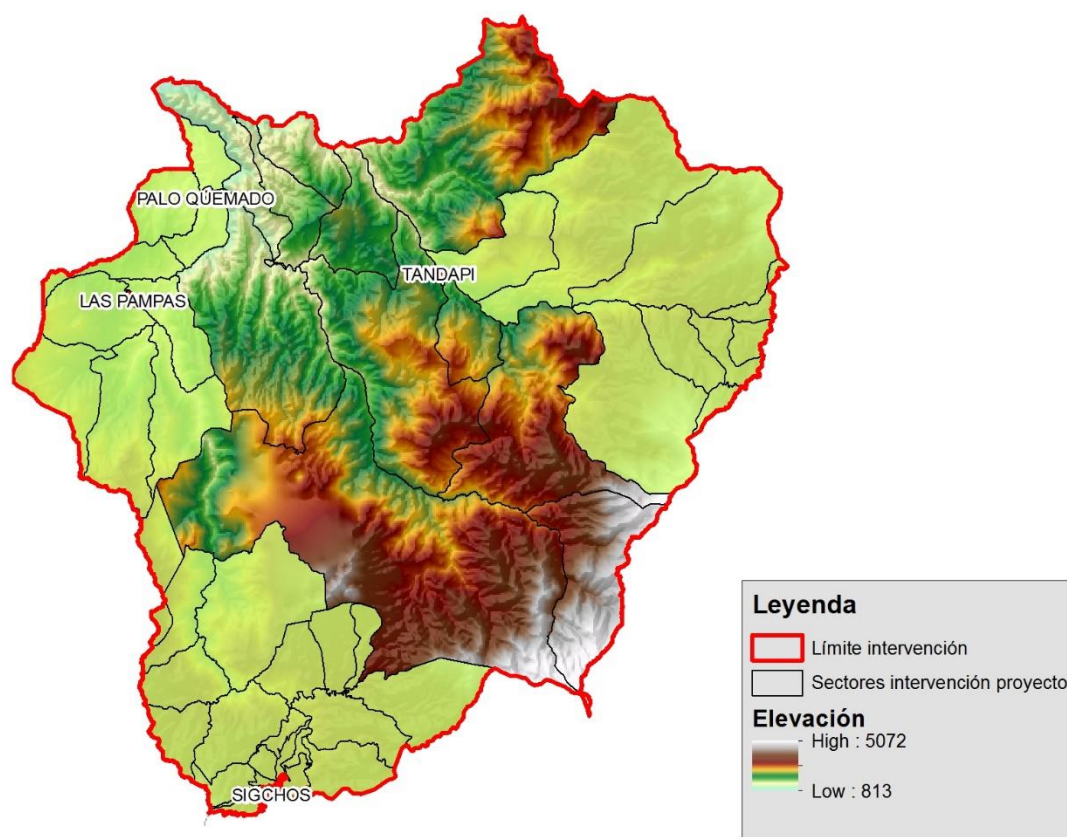 PALO QUEMADO
TANDAPI
LAS PAMPAS
SIGCHOS
Leyenda
Límite intervención
Sectores intervención proyecto
Elevación
High : 5072
Low : 813